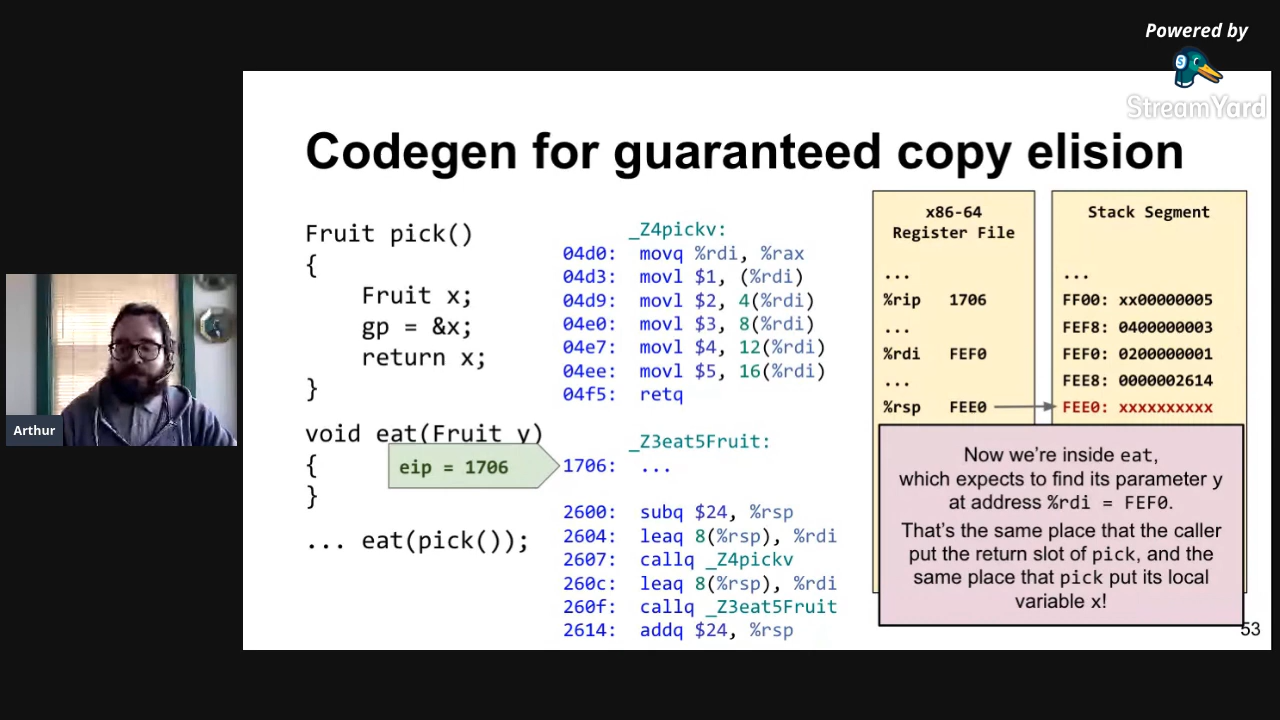 Powered by
StreamYard
Arthur
Codegen for guaranteed copy elision
Fruit pick()
{
    Fruit x;
    gp = &x;
    return x;
}
void eat(Fruit y)
{
}
... eat(pick());
eip = 1706
_Z4pickv:
04d0:  movq %rdi, %rax
04d3:  movl $1, (%rdi)
04d9:  movl $2, 4(%rdi)
04e0:  movl $3, 8(%rdi)
04e7:  movl $4, 12(%rdi)
04ee:  movl $5, 16(%rdi)
04f5:  retq
_Z3eat5Fruit:
1706:  ...
2600:  subq $24, %rsp
2604:  leaq 8(%rsp), %rdi
2607:  callq _Z4pickv
260c:  leaq 8(%rsp), %rdi
260f:  callq _Z3eat5Fruit
2614:  addq $24, %rsp
x86-64
Register File
...
%rip   1706
...
%rdi   FEF0
...
%rsp   FEE0
Stack Segment
...
FF00: xx00000005
FEF8: 0400000003
FEF0: 0200000001
FEE8: 0000002614
FEE0: xxxxxxxxxx
Now we're inside eat,
which expects to find its parameter y
at address %rdi = FEF0.
That's the same place that the caller
put the return slot of pick, and the
same place that pick put its local
variable x!
53